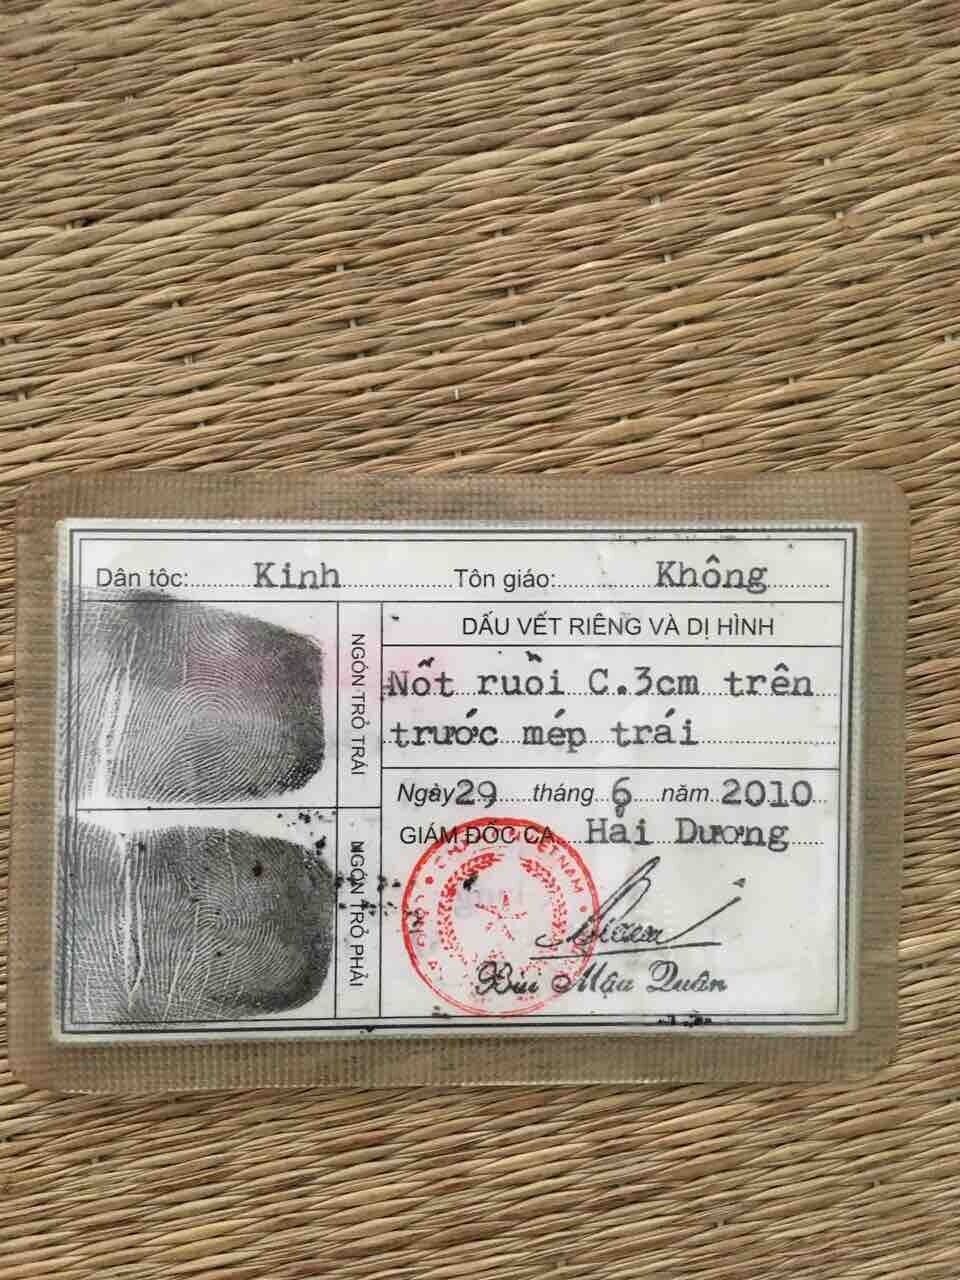 Dân tộc: Kinh Tôn giáo: Không
NGÓN TRỎ TRÁI
NGÓN TRỎ PHẢI
DẤU VẾT RIÊNG VÀ DỊ HÌNH
Nốt ruồi C.3cm trên
trước mép trái
Ngày 29 tháng 6 năm 2010
GIÁM ĐỐC CA Hải Dương
Bùi Mậu Quân